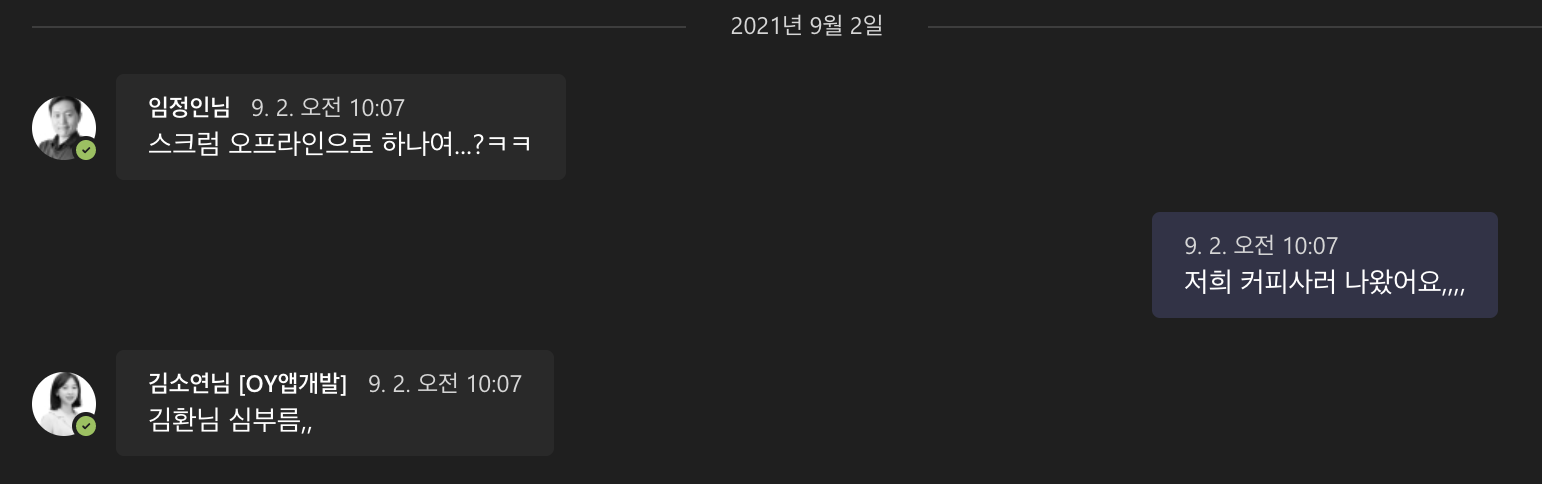 2021년 9월 2일
임정인님 9. 2. 오전 10:07
스크럼 오프라인으로 하나여...?ㅋㅋ
9. 2. 오전 10:07
저희 커피사러 나왔어요,,,,
김소연님 [OY앱개발] 9. 2. 오전 10:07
김환님 심부름,,